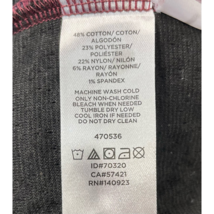 48% COTTON/ COTON/
ALGODÓN
23% POLYESTER/
POLIÉSTER
22% NYLON/ NILÓN
6% RAYON/ RAYONNE/
RAYÓN
1% SPANDEX
MACHINE WASH COLD
ONLY NON-CHLORINE
BLEACH WHEN NEEDED
TUMBLE DRY LOW
COOL IRON IF NEEDED
DO NOT DRY CLEAN
470536
ID#70320
CA#57421
RN#140923